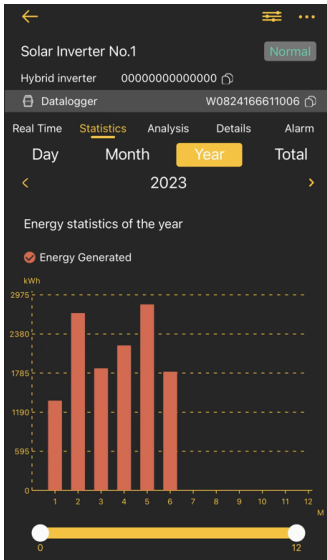 Solar Inverter No.1 Normal
Hybrid inverter 00000000000000
Datalogger W0824166611006
Real Time Statistics Analysis Details Alarm
Day Month Year Total
2023
Energy statistics of the year
Energy Generated
kWh
2975
2380
1785
1190
595
0
1 2 3 4 5 6 7 8 9 10 11 12
M
0 12